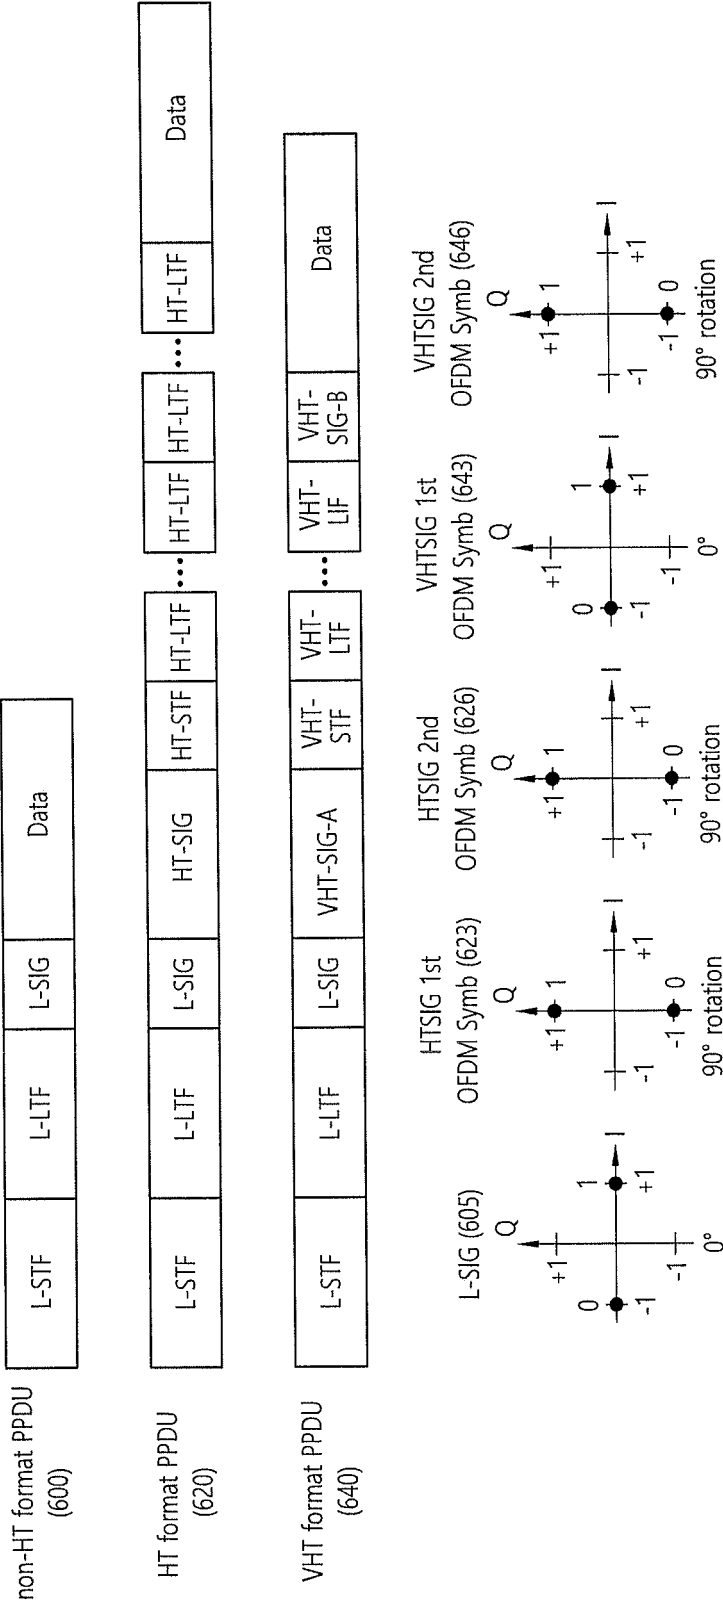 non-HT format PPDU
(600)
L-STF
L-LTF
L-SIG
Data
HT format PPDU
(620)
L-STF
L-LTF
L-SIG
HT-SIG
HT-STF
HT-LTF
••••
HT-LTF
HT-LTF
••••
HT-LTF
Data
VHT format PPDU
(640)
L-STF
L-LTF
L-SIG
VHT-SIG-A
VHT-
STF
VHT-
LTF
••••
VHT-
LIF
VHT-
SIG-B
Data
L-SIG (605)
Q
+1
0
1
I
-1
+1
-1
0°
HTSIG 1st
OFDM Symb (623)
Q
+1
1
I
-1
+1
-1
0
90° rotation
HTSIG 2nd
OFDM Symb (626)
Q
+1
1
I
-1
+1
-1
0
90° rotation
VHTSIG 1st
OFDM Symb (643)
Q
+1
0
1
I
-1
+1
-1
0°
VHTSIG 2nd
OFDM Symb (646)
Q
+1
1
I
-1
+1
-1
0
90° rotation